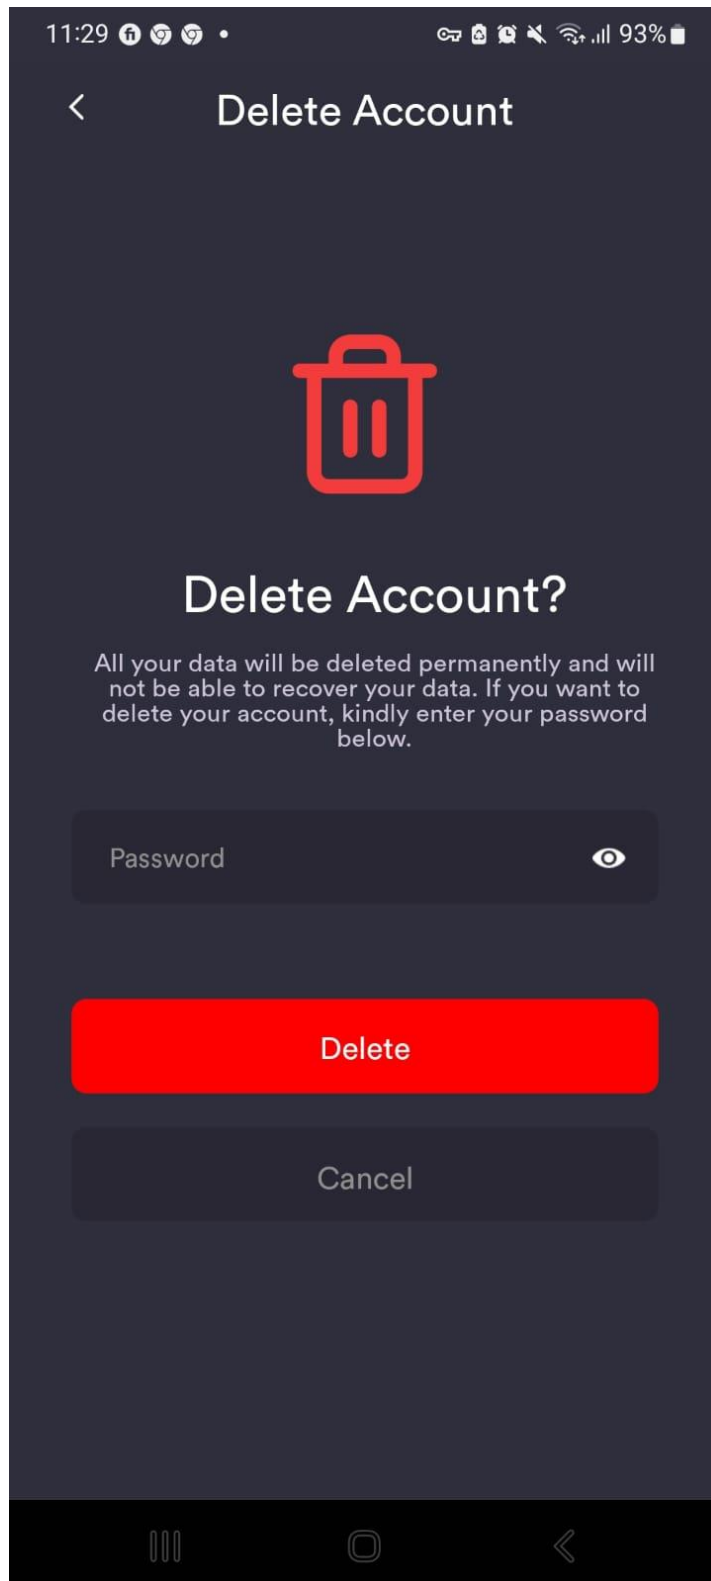 11:29
93%
Delete Account
Delete Account?
All your data will be deleted permanently and will
not be able to recover your data. If you want to
delete your account, kindly enter your password
below.
Password
Delete
Cancel